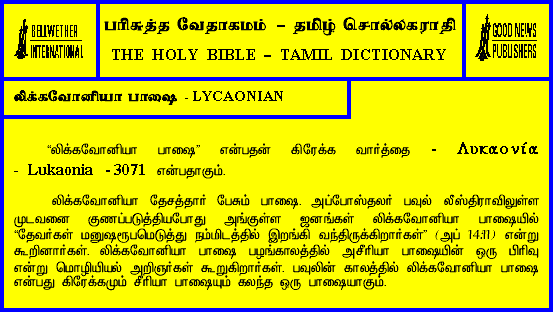 BELLWETHER
INTERNATIONAL
பரிசுத்த வேதாகமம் – தமிழ் சொல்லகராதி
THE HOLY BIBLE – TAMIL DICTIONARY
GOOD NEWS
PUBLISHERS
லிக்கவோனியா பாஷை - LYCAONIAN
“லிக்கவோனியா பாஷை” என்பதன் கிரேக்க வார்த்தை - Λυκαονία
- Lukaonia - 3071 என்பதாகும்.
லிக்கவோனியா தேசத்தார் பேசும் பாஷை. அப்போஸ்தலர் பவுல் லீஸ்திராவிலுள்ள
முடவனை குணப்படுத்தியபோது அங்குள்ள ஜனங்கள் லிக்கவோனியா பாஷையில்
“தேவர்கள் மனுஷரூபமெடுத்து நம்மிடத்தில் இறங்கி வந்திருக்கிறார்கள்” (அப் 14:11) என்று
கூறினார்கள். லிக்கவோனியா பாஷை பழங்காலத்தில் அசீரியா பாஷையின் ஒரு பிரிவு
என்று மொழியியல் அறிஞர்கள் கூறுகிறார்கள். பவுலின் காலத்தில் லிக்கவோனியா பாஷை
என்பது கிரேக்கமும் சீரியா பாஷையும் கலந்த ஒரு பாஷையாகும்.